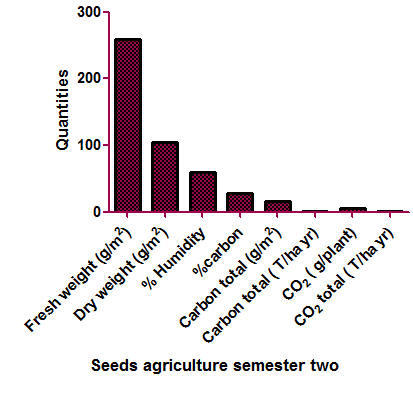 300
200
100
0
Quantities
Fresh weight (g/m²)
Dry weight (g/m²)
% Humidity
%carbon
Carbon total (g/m²)
Carbon total ( T/ha yr)
CO₂ ( g/plant)
CO₂ total ( T/ha yr)
Seeds agriculture semester two